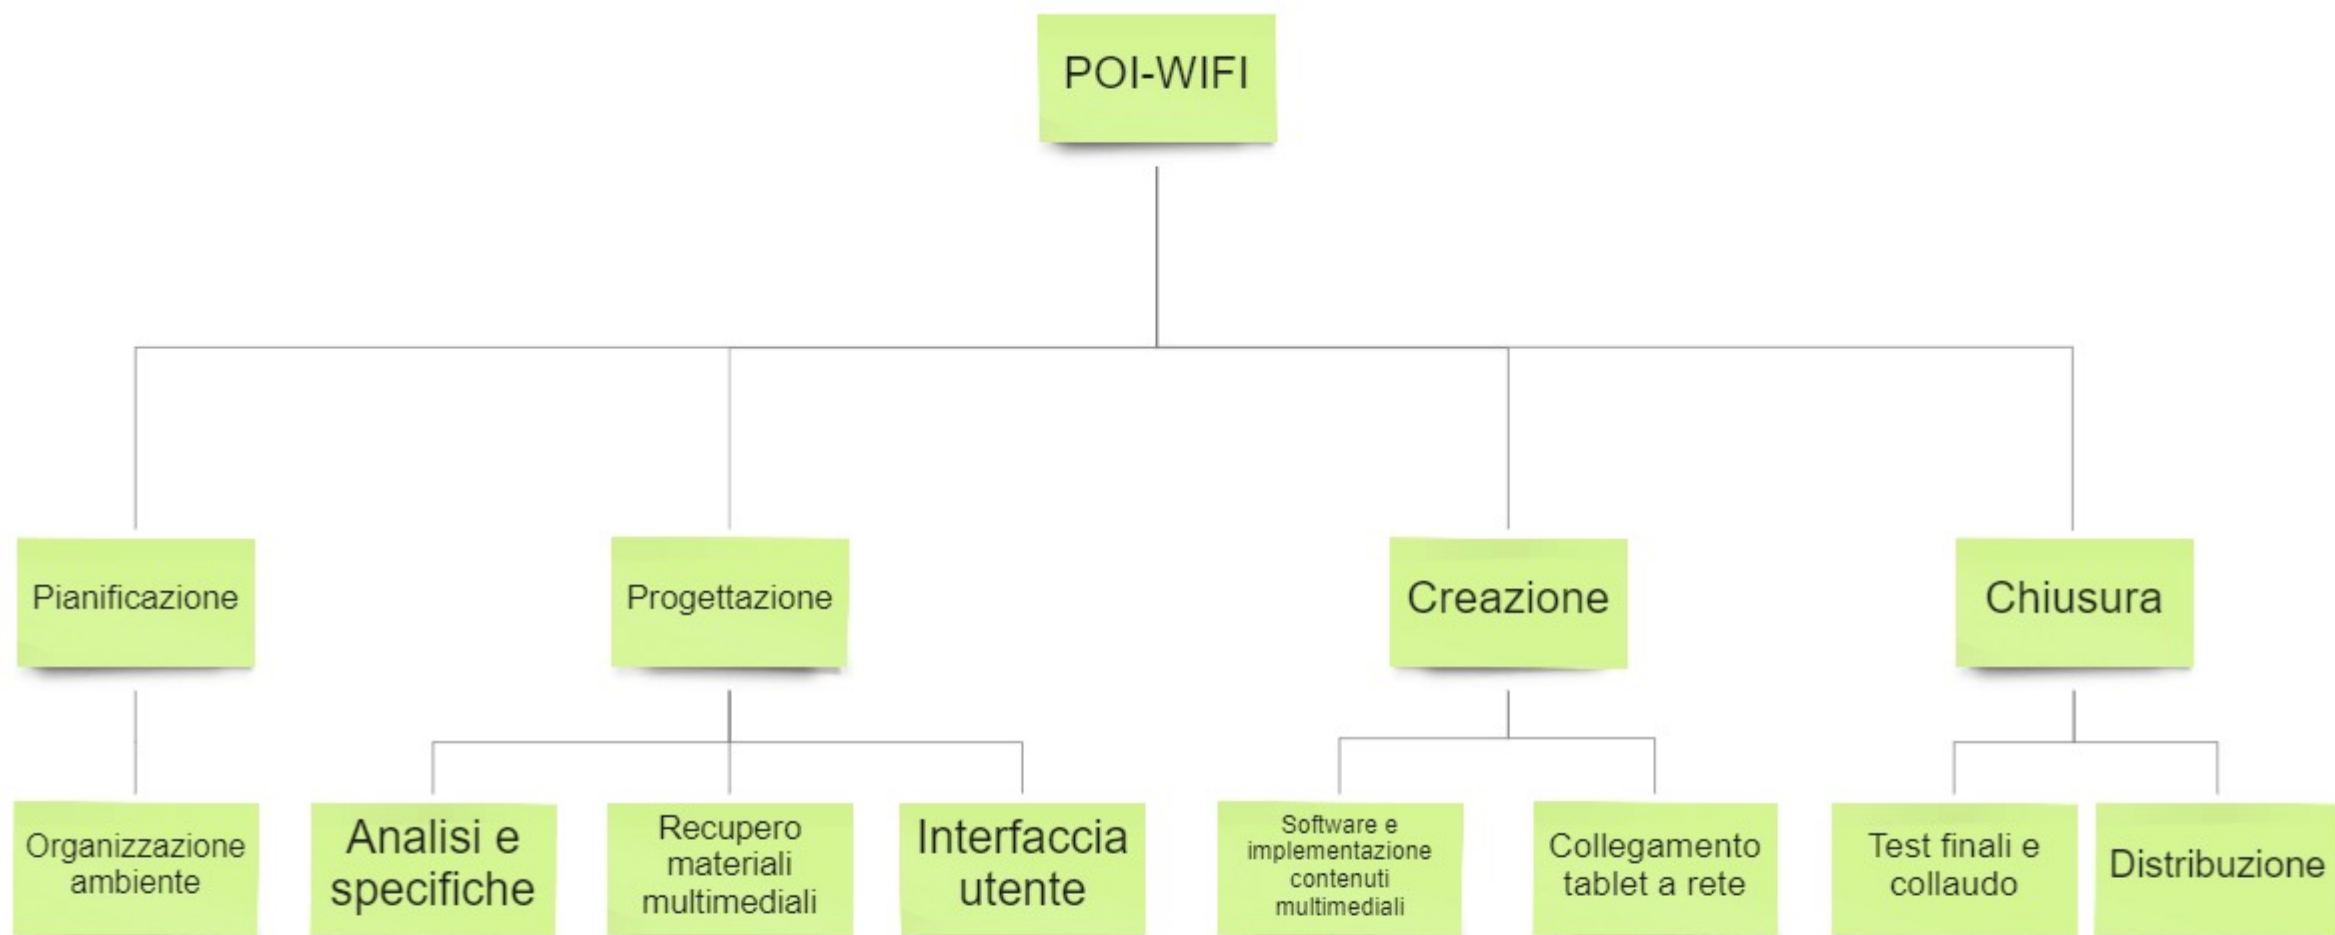 POI-WIFI
Pianificazione
Progettazione
Creazione
Chiusura
Organizzazione
ambiente
Analisi e
specifiche
Recupero
materiali
multimediali
Interfaccia
utente
Software e
implementazione
contenuti
multimediali
Collegamento
tablet a rete
Test finali e
collaudo
Distribuzione